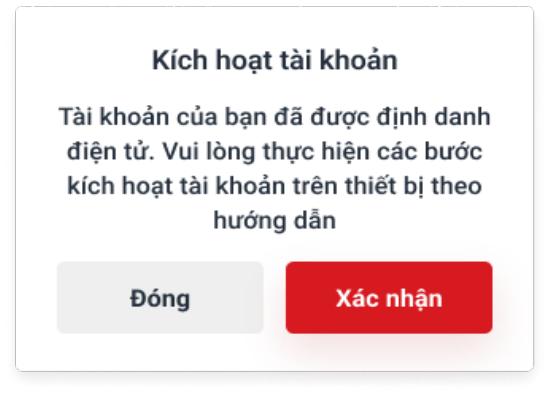 Kích hoạt tài khoản
Tài khoản của bạn đã được định danh
điện tử. Vui lòng thực hiện các bước
kích hoạt tài khoản trên thiết bị theo
hướng dẫn
Đóng
Xác nhận